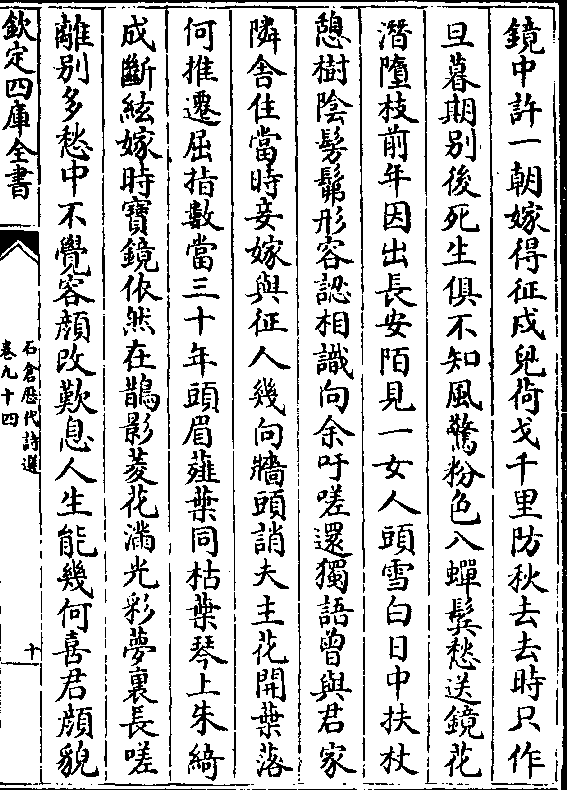 鏡中許一朝嫁得征戍兒荷戈千里防秋去去時只作
旦暮期别後死生俱不知風驚粉色入蟬鬢愁送鏡花
潛墮枝前年因出長安陌見一女人頭雪白日中扶杖
憩樹陰髣髴形容認相識向余吁嗟還獨語曾與君家
隣舍住當時妾嫁與征人幾向牆頭誚夫主花開葉落
何推遷屈指數當三十年頭眉薤葉同枯葉琴上朱絃
成斷絃嫁時寳鏡依然在鵲影菱花滿光彩夢裏長嗟
離别多愁中不覺容顔改歎息人生能幾何喜君顔貌
欽定四庫全書
石倉歴代詩選
卷九十四
十